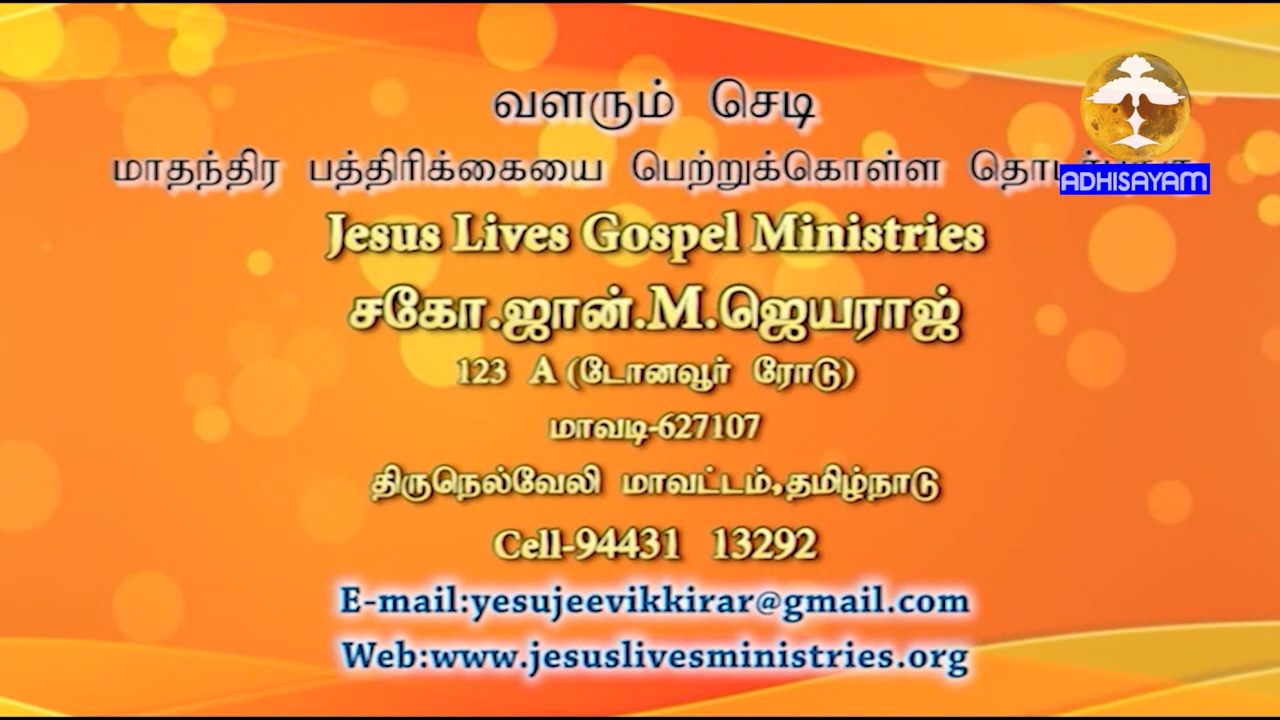 வளரும் செடி
மாதந்திர பத்திரிக்கையை பெற்றுக்கொள்ள
ADHISAYAM
Jesus Lives Gospel Ministries
சகோ.ஜான்.M.ஜெயராஜ்
123 A (டோனவூர் ரோடு)
மாவடி-627107
திருநெல்வேலி மாவட்டம்,தமிழ்நாடு
Cell-94431 13292
E-mail:yesujeevikkirar@gmail.com
Web:www.jesuslivesministries.org